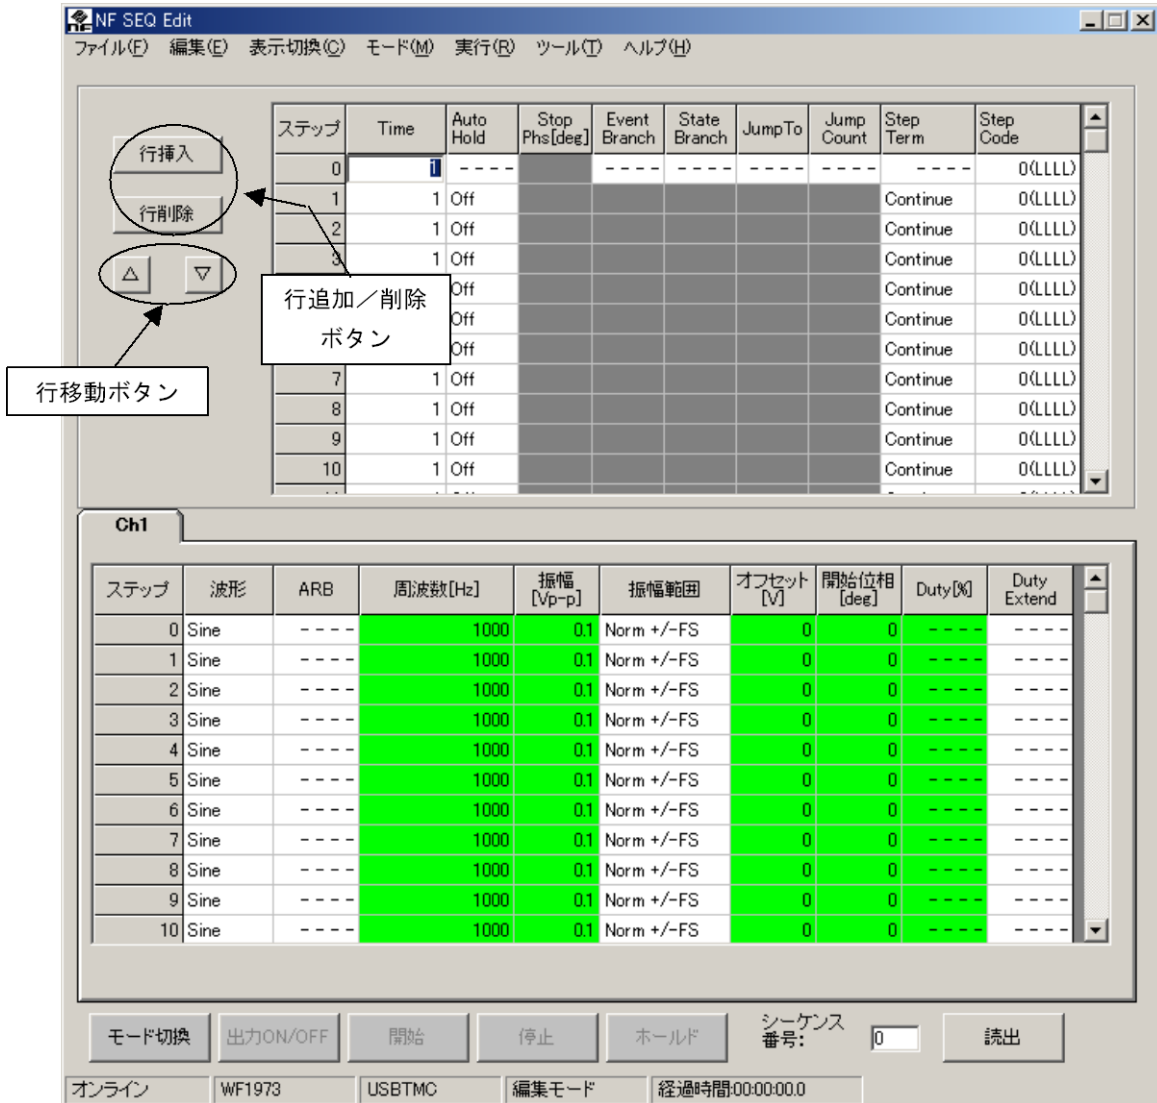 NF SEQ Edit
ファイル(F) 編集(E) 表示切換(C) モード(M) 実行(R) ツール(T) ヘルプ(H)
行挿入
行削除
△ ▽
行追加／削除
ボタン
行移動ボタン
ステップ Time Auto Hold Stop Phs[deg] Event Branch State Branch JumpTo Jump Count Step Term Step Code
0 1 ---- ---- ---- ---- ---- ---- 0(LLLL)
1 1 Off Continue 0(LLLL)
2 1 Off Continue 0(LLLL)
3 1 Off Continue 0(LLLL)
Off Continue 0(LLLL)
Off Continue 0(LLLL)
Off Continue 0(LLLL)
7 1 Off Continue 0(LLLL)
8 1 Off Continue 0(LLLL)
9 1 Off Continue 0(LLLL)
10 1 Off Continue 0(LLLL)
Ch1
ステップ 波形 ARB 周波数[Hz] 振幅[Vp-p] 振幅範囲 オフセット[V] 開始位相[deg] Duty[%] Duty Extend
0 Sine ---- 1000 0.1 Norm +/-FS 0 0 ---- ----
1 Sine ---- 1000 0.1 Norm +/-FS 0 0 ---- ----
2 Sine ---- 1000 0.1 Norm +/-FS 0 0 ---- ----
3 Sine ---- 1000 0.1 Norm +/-FS 0 0 ---- ----
4 Sine ---- 1000 0.1 Norm +/-FS 0 0 ---- ----
5 Sine ---- 1000 0.1 Norm +/-FS 0 0 ---- ----
6 Sine ---- 1000 0.1 Norm +/-FS 0 0 ---- ----
7 Sine ---- 1000 0.1 Norm +/-FS 0 0 ---- ----
8 Sine ---- 1000 0.1 Norm +/-FS 0 0 ---- ----
9 Sine ---- 1000 0.1 Norm +/-FS 0 0 ---- ----
10 Sine ---- 1000 0.1 Norm +/-FS 0 0 ---- ----
モード切換 出力ON/OFF 開始 停止 ホールド シーケンス番号: 0 読出
オンライン WF1973 USBTMC 編集モード 経過時間:00:00:00.0